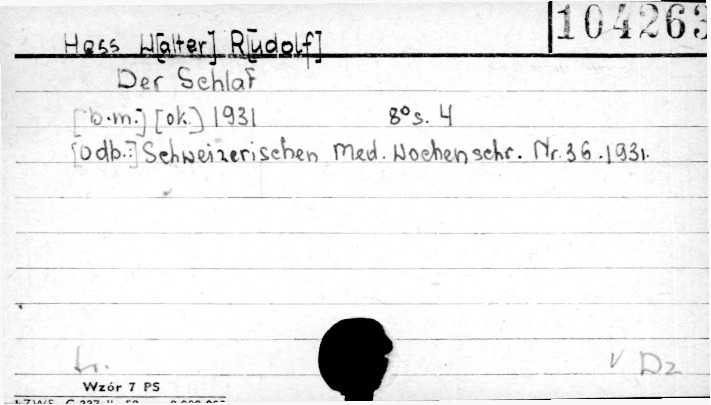 104263
Hess W[alter] R[udolf]
Der Schlaf
[b.m.] [ok.] 1931 8° s. 4
[Odb.:] Schweizerischen Med. Wochenschr. Nr. 36. 1931.
v Dz
Wzór 7 PS